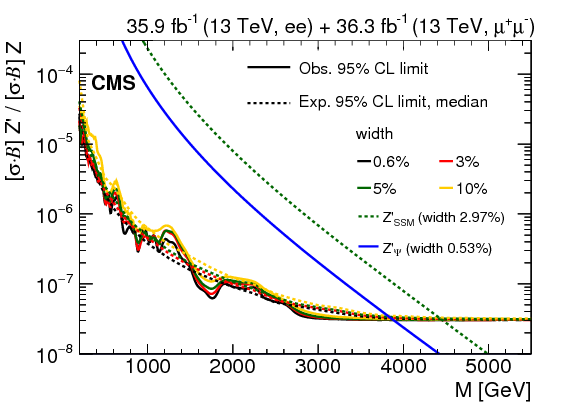 35.9 fb⁻¹ (13 TeV, ee) + 36.3 fb⁻¹ (13 TeV, μ⁺μ⁻)
[σ·B] Z' / [σ·B] Z
CMS
Obs. 95% CL limit
Exp. 95% CL limit, median
width
0.6% 3%
5% 10%
Z'SSM (width 2.97%)
Z'Ψ (width 0.53%)
10⁻⁴
10⁻⁵
10⁻⁶
10⁻⁷
10⁻⁸
1000 2000 3000 4000 5000
M [GeV]